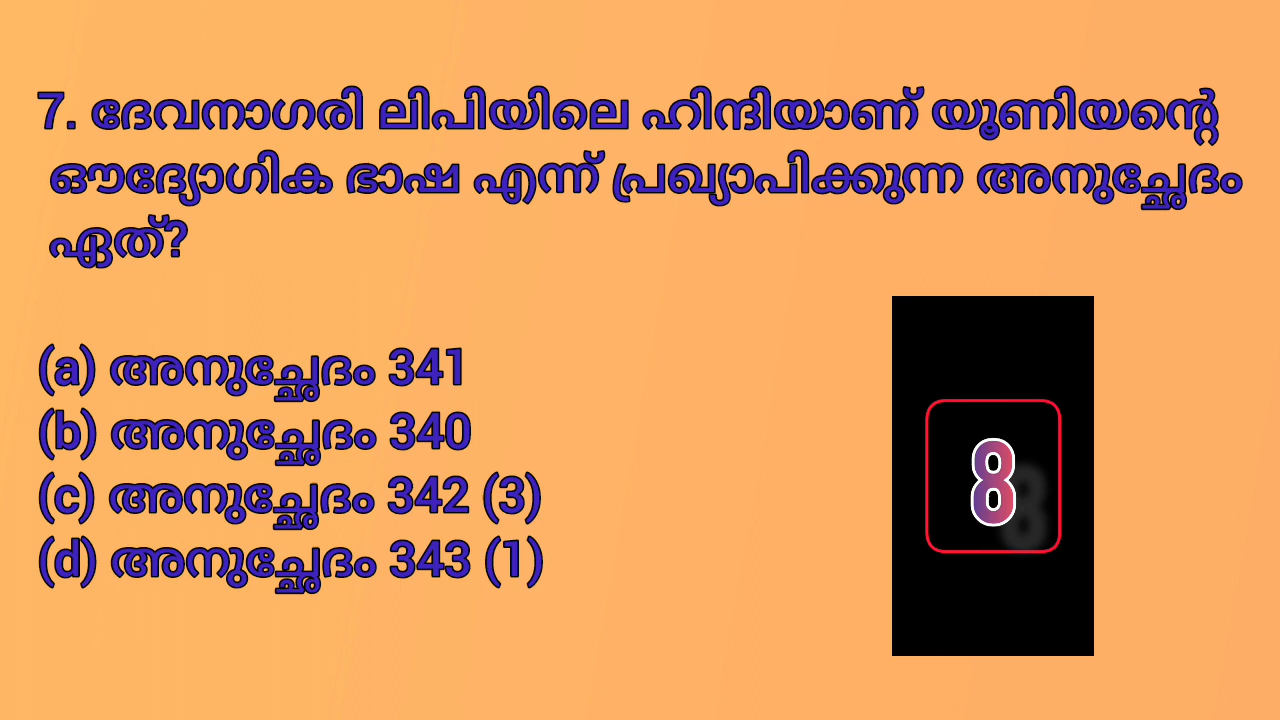 7. ദേവനാഗരി ലിപിയിലെ ഹിന്ദിയാണ് യൂണിയന്റെ
ഔദ്യോഗിക ഭാഷ എന്ന് പ്രഖ്യാപിക്കുന്ന അനുച്ഛേദം
ഏത്?
(a) അനുച്ഛേദം 341
(b) അനുച്ഛേദം 340
(c) അനുച്ഛേദം 342 (3)
(d) അനുച്ഛേദം 343 (1)
8